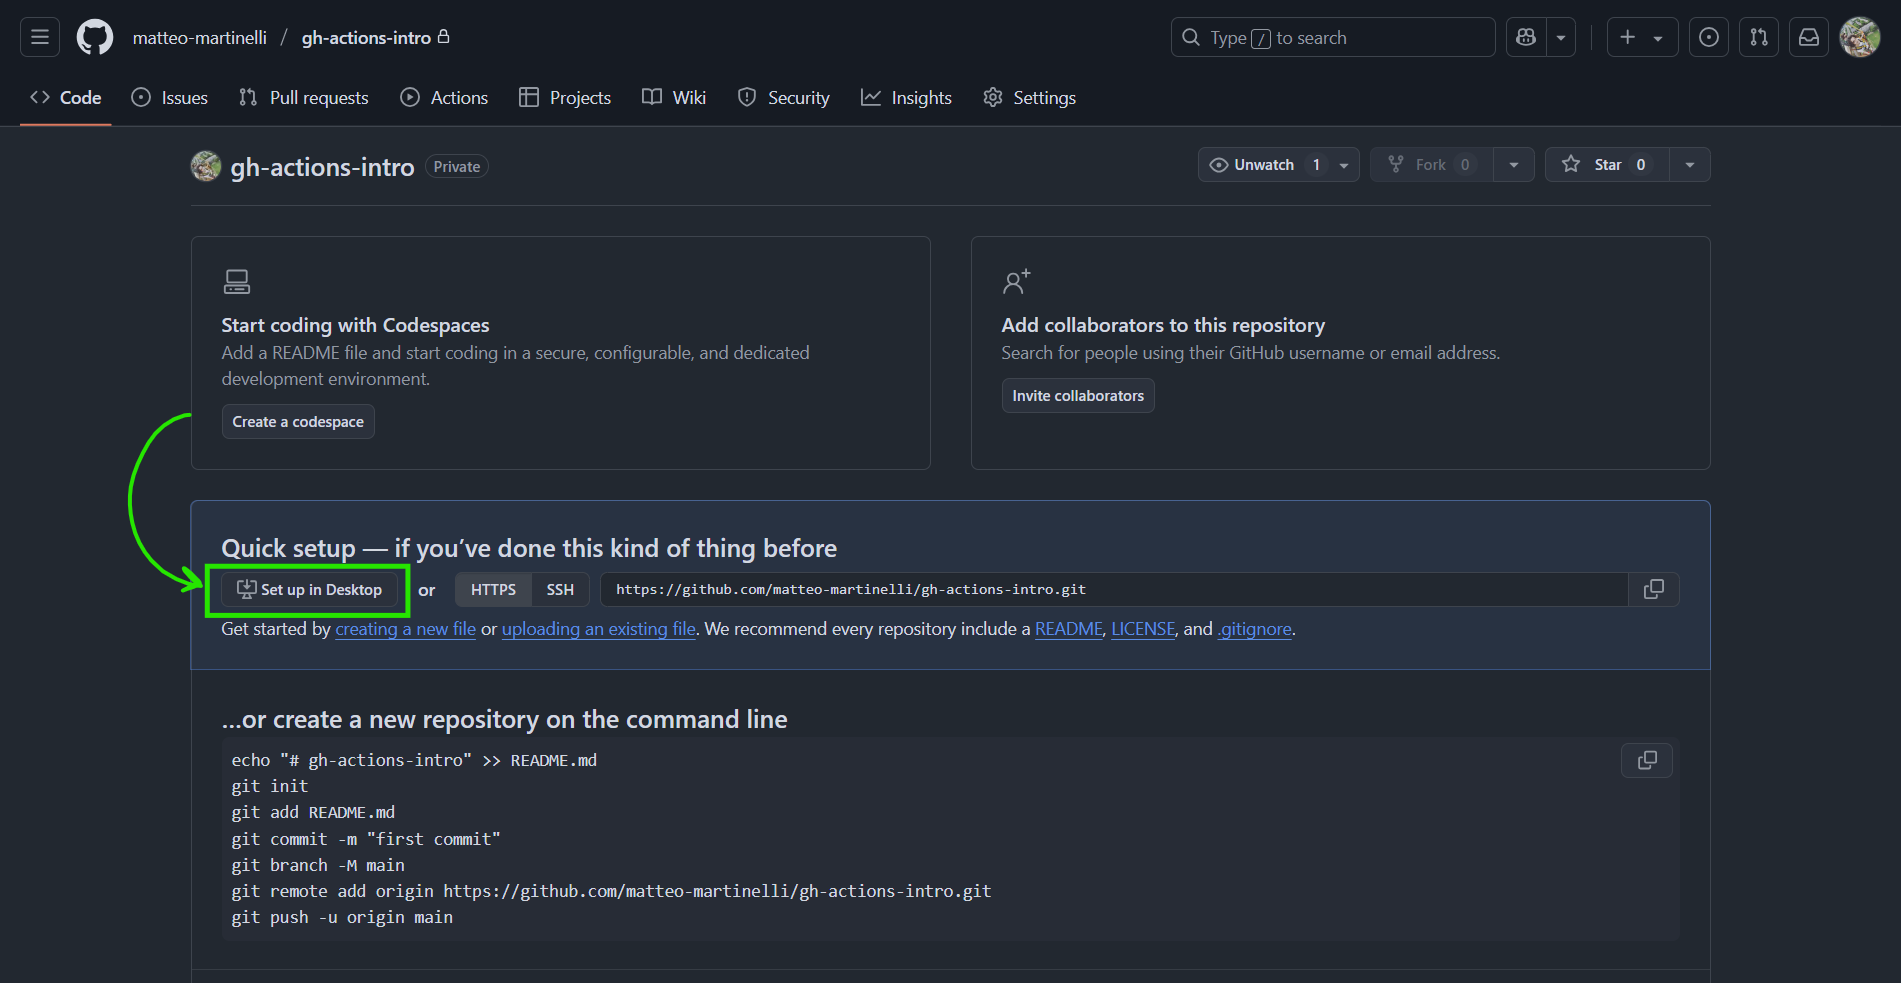 matteo-martinelli / gh-actions-intro
Type / to search
Code Issues Pull requests Actions Projects Wiki Security Insights Settings
gh-actions-intro Private
Unwatch 1 Fork 0 Star 0
Start coding with Codespaces
Add a README file and start coding in a secure, configurable, and dedicated
development environment.
Create a codespace
Add collaborators to this repository
Search for people using their GitHub username or email address.
Invite collaborators
Quick setup — if you’ve done this kind of thing before
Set up in Desktop or HTTPS SSH https://github.com/matteo-martinelli/gh-actions-intro.git
Get started by creating a new file or uploading an existing file. We recommend every repository include a README, LICENSE, and .gitignore.
…or create a new repository on the command line
echo "# gh-actions-intro" >> README.md
git init
git add README.md
git commit -m "first commit"
git branch -M main
git remote add origin https://github.com/matteo-martinelli/gh-actions-intro.git
git push -u origin main